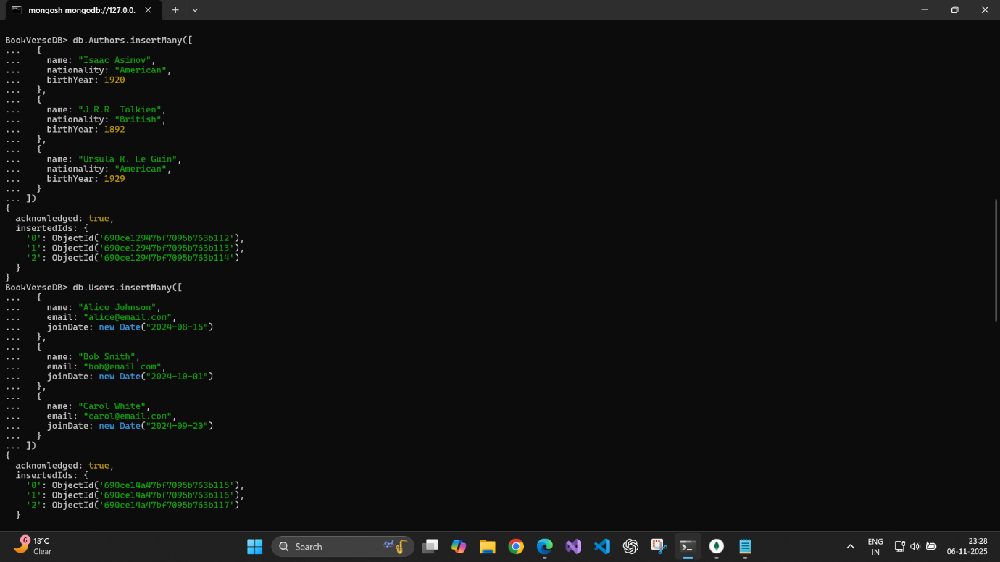 mongosh mongodb://127.0.0.
BookVerseDB> db.Authors.insertMany([
...   {
...     name: "Isaac Asimov",
...     nationality: "American",
...     birthYear: 1920
...   },
...   {
...     name: "J.R.R. Tolkien",
...     nationality: "British",
...     birthYear: 1892
...   },
...   {
...     name: "Ursula K. Le Guin",
...     nationality: "American",
...     birthYear: 1929
...   }
... ])
{
  acknowledged: true,
  insertedIds: {
    '0': ObjectId('690ce12947bf7095b763b112'),
    '1': ObjectId('690ce12947bf7095b763b113'),
    '2': ObjectId('690ce12947bf7095b763b114')
  }
}
BookVerseDB> db.Users.insertMany([
...   {
...     name: "Alice Johnson",
...     email: "alice@email.com",
...     joinDate: new Date("2024-08-15")
...   },
...   {
...     name: "Bob Smith",
...     email: "bob@email.com",
...     joinDate: new Date("2024-10-01")
...   },
...   {
...     name: "Carol White",
...     email: "carol@email.com",
...     joinDate: new Date("2024-09-20")
...   }
... ])
{
  acknowledged: true,
  insertedIds: {
    '0': ObjectId('690ce14a47bf7095b763b115'),
    '1': ObjectId('690ce14a47bf7095b763b116'),
    '2': ObjectId('690ce14a47bf7095b763b117')
  }
6
18°C
Clear
Search
ENG
IN
23:28
06-11-2025